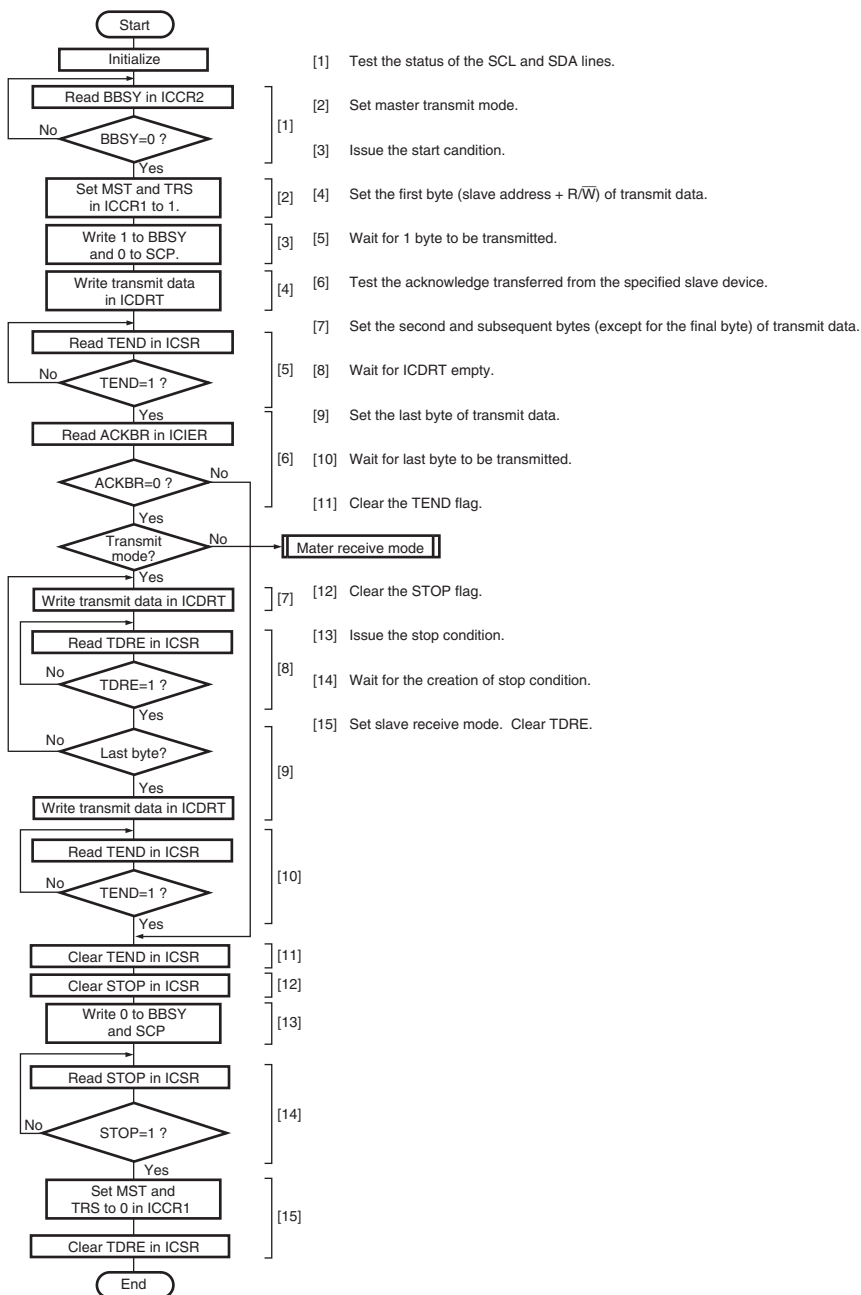 Start
Initialize
Read BBSY in ICCR2
No
BBSY=0 ?
[1]
Yes
Set MST and TRS
in ICCR1 to 1.
[2]
Write 1 to BBSY
and 0 to SCP.
[3]
Write transmit data
in ICDRT
[4]
Read TEND in ICSR
No
TEND=1 ?
[5]
Yes
Read ACKBR in ICIER
[6]
No
ACKBR=0 ?
Yes
Transmit
mode?
No
Mater receive mode
Yes
Write transmit data in ICDRT
[7]
Read TDRE in ICSR
No
TDRE=1 ?
[8]
Yes
No
Last byte?
[9]
Yes
Write transmit data in ICDRT
Read TEND in ICSR
No
TEND=1 ?
[10]
Yes
Clear TEND in ICSR
[11]
Clear STOP in ICSR
[12]
Write 0 to BBSY
and SCP
[13]
Read STOP in ICSR
No
STOP=1 ?
[14]
Yes
Set MST and
TRS to 0 in ICCR1
[15]
Clear TDRE in ICSR
End
[1] Test the status of the SCL and SDA lines.
[2] Set master transmit mode.
[3] Issue the start candition.
[4] Set the first byte (slave address + R/W̅) of transmit data.
[5] Wait for 1 byte to be transmitted.
[6] Test the acknowledge transferred from the specified slave device.
[7] Set the second and subsequent bytes (except for the final byte) of transmit data.
[8] Wait for ICDRT empty.
[9] Set the last byte of transmit data.
[10] Wait for last byte to be transmitted.
[11] Clear the TEND flag.
[12] Clear the STOP flag.
[13] Issue the stop condition.
[14] Wait for the creation of stop condition.
[15] Set slave receive mode. Clear TDRE.